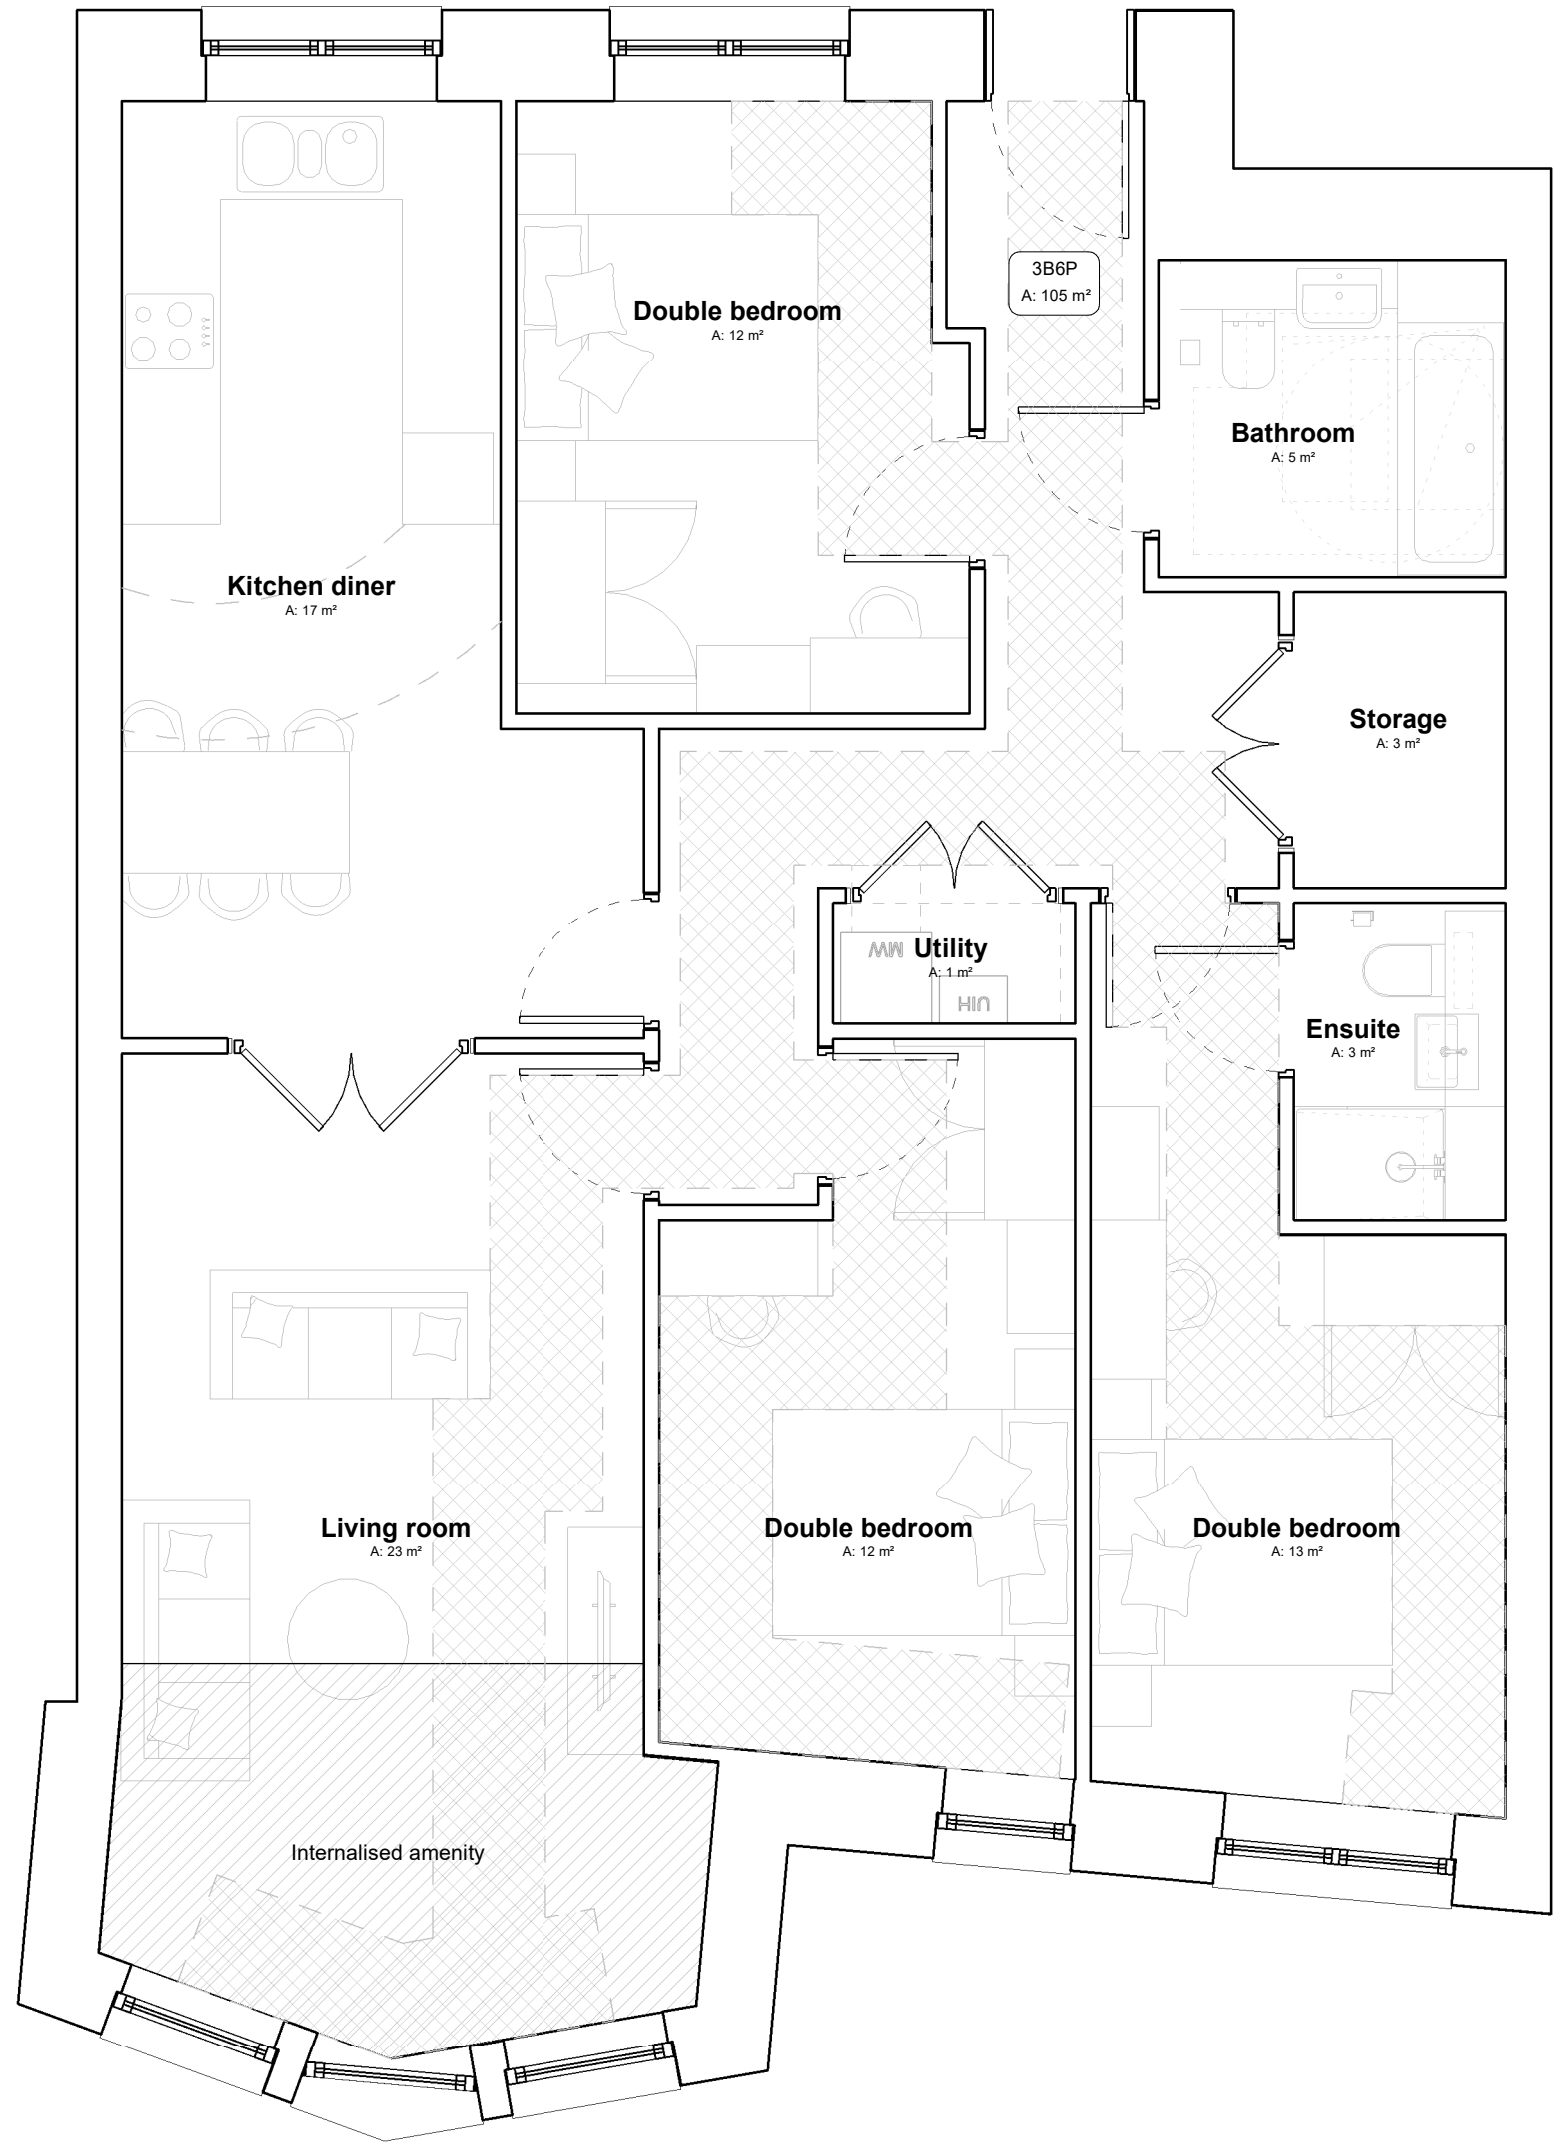 3B6P
A: 105 m²
Double bedroom
A: 12 m²
Bathroom
A: 5 m²
Kitchen diner
A: 17 m²
Storage
A: 3 m²
Utility
A: 1 m²
MW
HIU
Ensuite
A: 3 m²
Living room
A: 23 m²
Double bedroom
A: 12 m²
Double bedroom
A: 13 m²
Internalised amenity